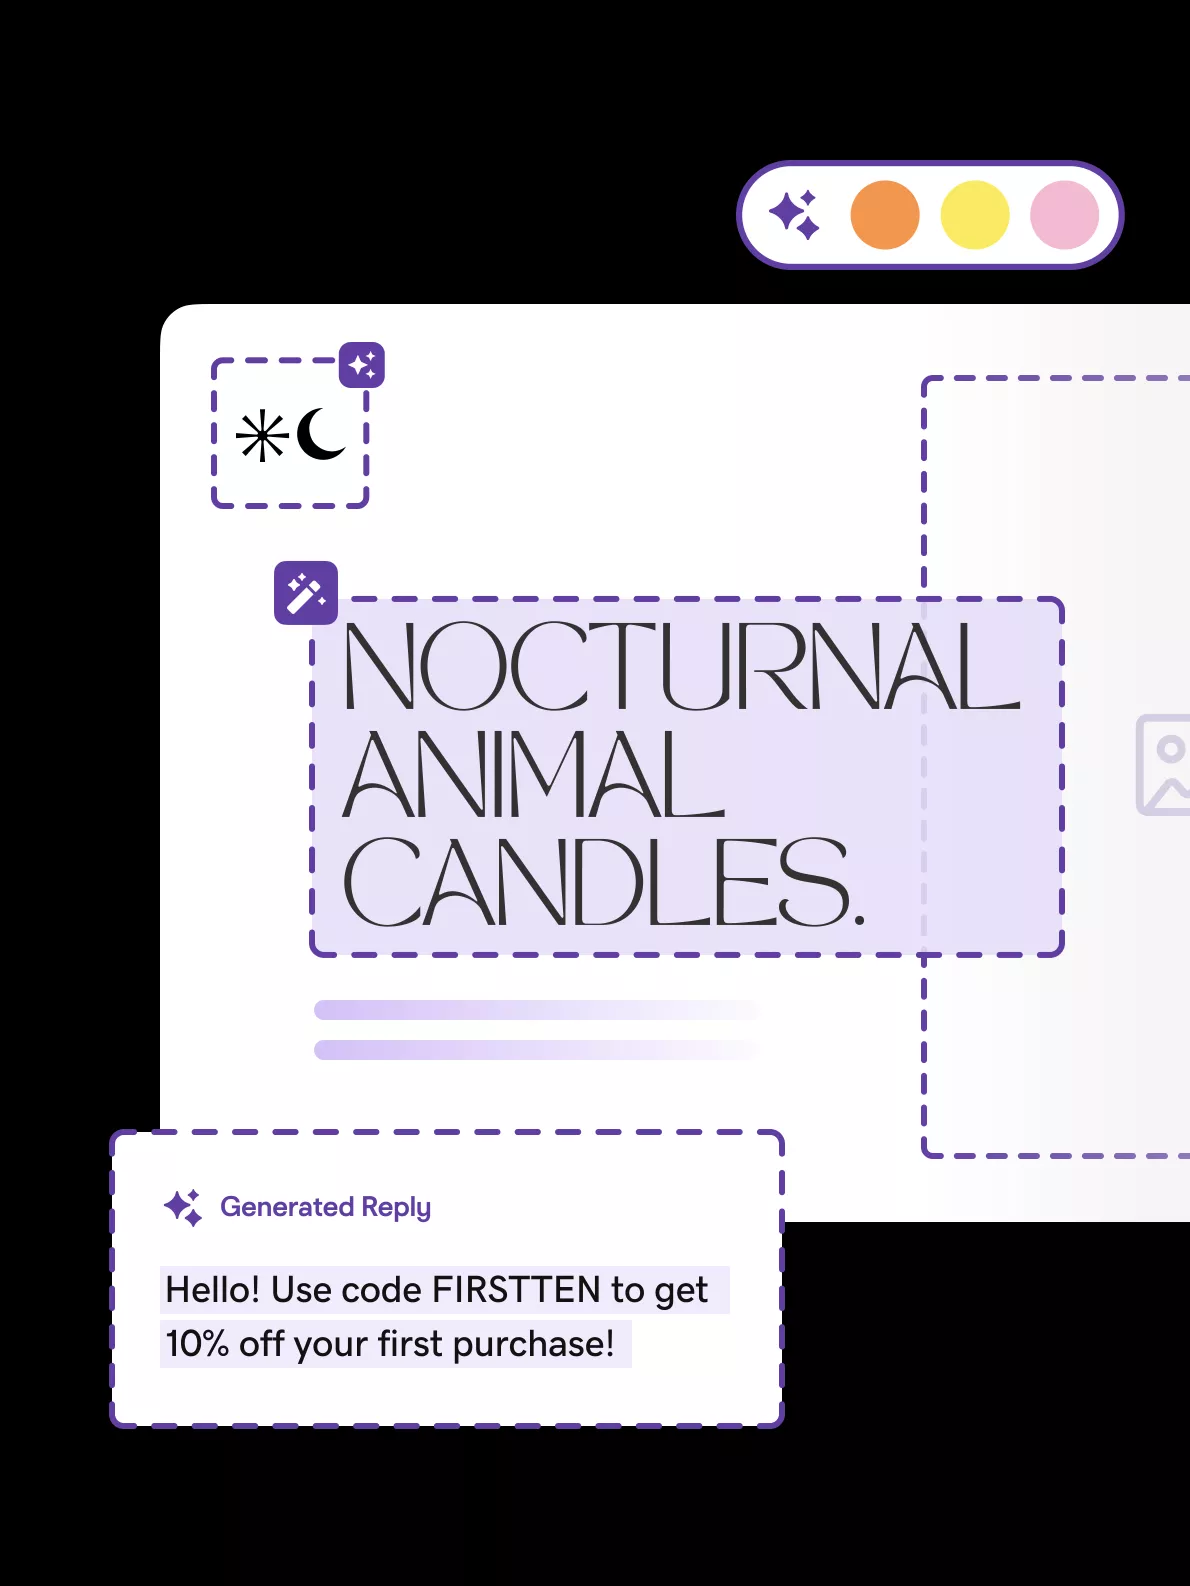 NOCTURNAL
ANIMAL
CANDLES.
Generated Reply
Hello! Use code FIRSTTEN to get
10% off your first purchase!